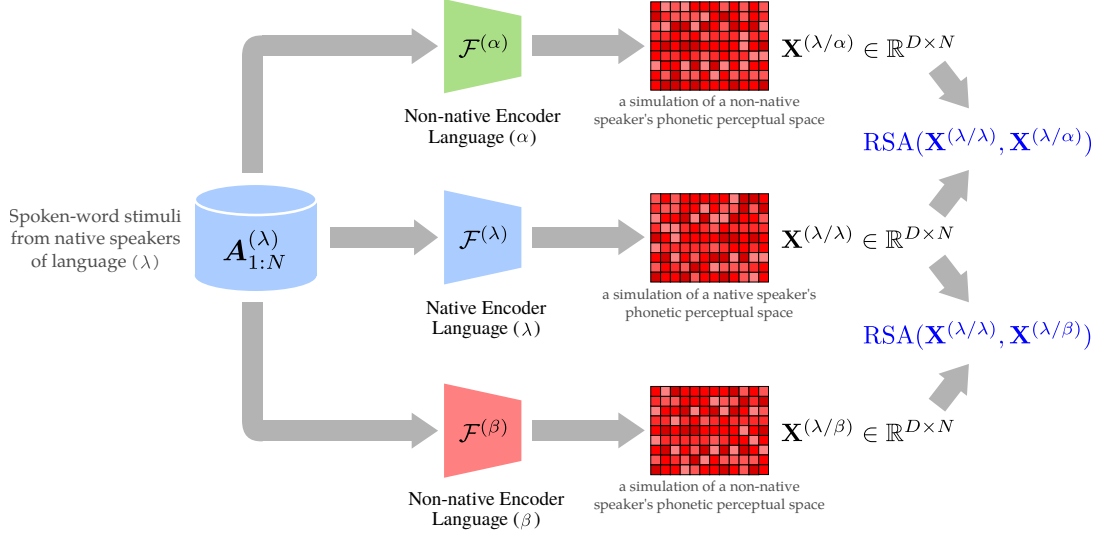 𝓕^(α)
𝐗^(λ/α) ∈ ℝ^{D×N}
a simulation of a non-native
speaker's phonetic perceptual space
Non-native Encoder
Language (α)
RSA(𝐗^(λ/λ), 𝐗^(λ/α))
Spoken-word stimuli
from native speakers
of language (λ)
𝑨^(λ)_{1:N}
𝓕^(λ)
𝐗^(λ/λ) ∈ ℝ^{D×N}
a simulation of a native speaker's
phonetic perceptual space
Native Encoder
Language (λ)
RSA(𝐗^(λ/λ), 𝐗^(λ/β))
𝓕^(β)
𝐗^(λ/β) ∈ ℝ^{D×N}
a simulation of a non-native
speaker's phonetic perceptual space
Non-native Encoder
Language (β)